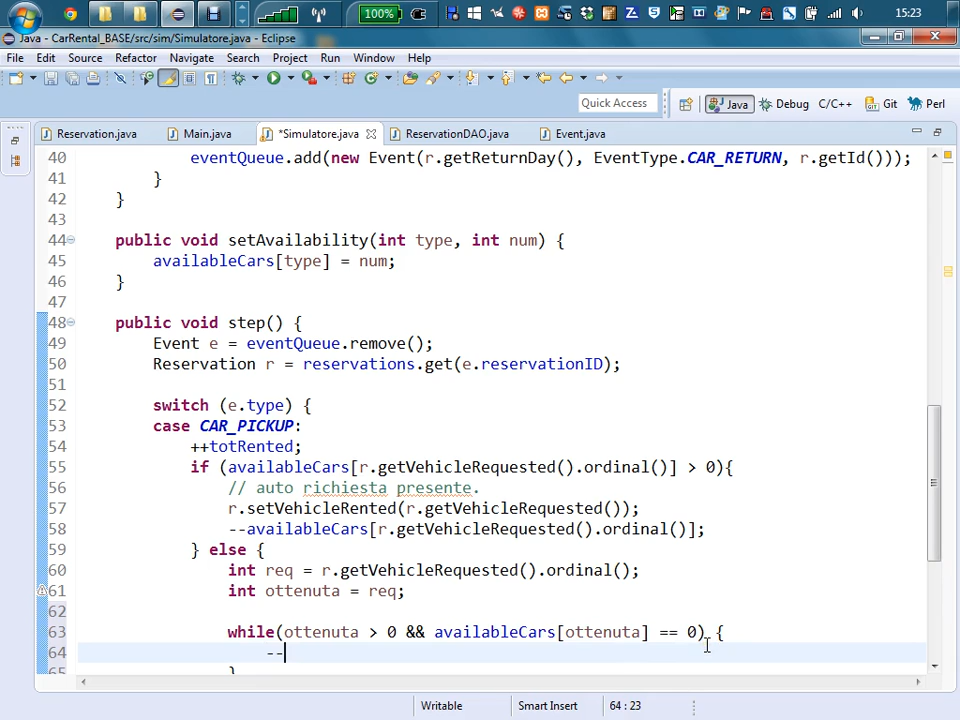 100%
15:23
Java - CarRental_BASE/src/sim/Simulatore.java - Eclipse
File Edit Source Refactor Navigate Search Project Run Window Help
Quick Access Java Debug C/C++ Git Perl
Reservation.java Main.java *Simulatore.java ReservationDAO.java Event.java
40 eventQueue.add(new Event(r.getReturnDay(), EventType.CAR_RETURN, r.getId()));
41 }
42 }
43
44 public void setAvailability(int type, int num) {
45 availableCars[type] = num;
46 }
47
48 public void step() {
49 Event e = eventQueue.remove();
50 Reservation r = reservations.get(e.reservationID);
51
52 switch (e.type) {
53 case CAR_PICKUP:
54 ++totRented;
55 if (availableCars[r.getVehicleRequested().ordinal()] > 0){
56 // auto richiesta presente.
57 r.setVehicleRented(r.getVehicleRequested());
58 --availableCars[r.getVehicleRequested().ordinal()];
59 } else {
60 int req = r.getVehicleRequested().ordinal();
61 int ottenuta = req;
62
63 while(ottenuta > 0 && availableCars[ottenuta] == 0) {
64 --
65 }
Writable Smart Insert 64 : 23